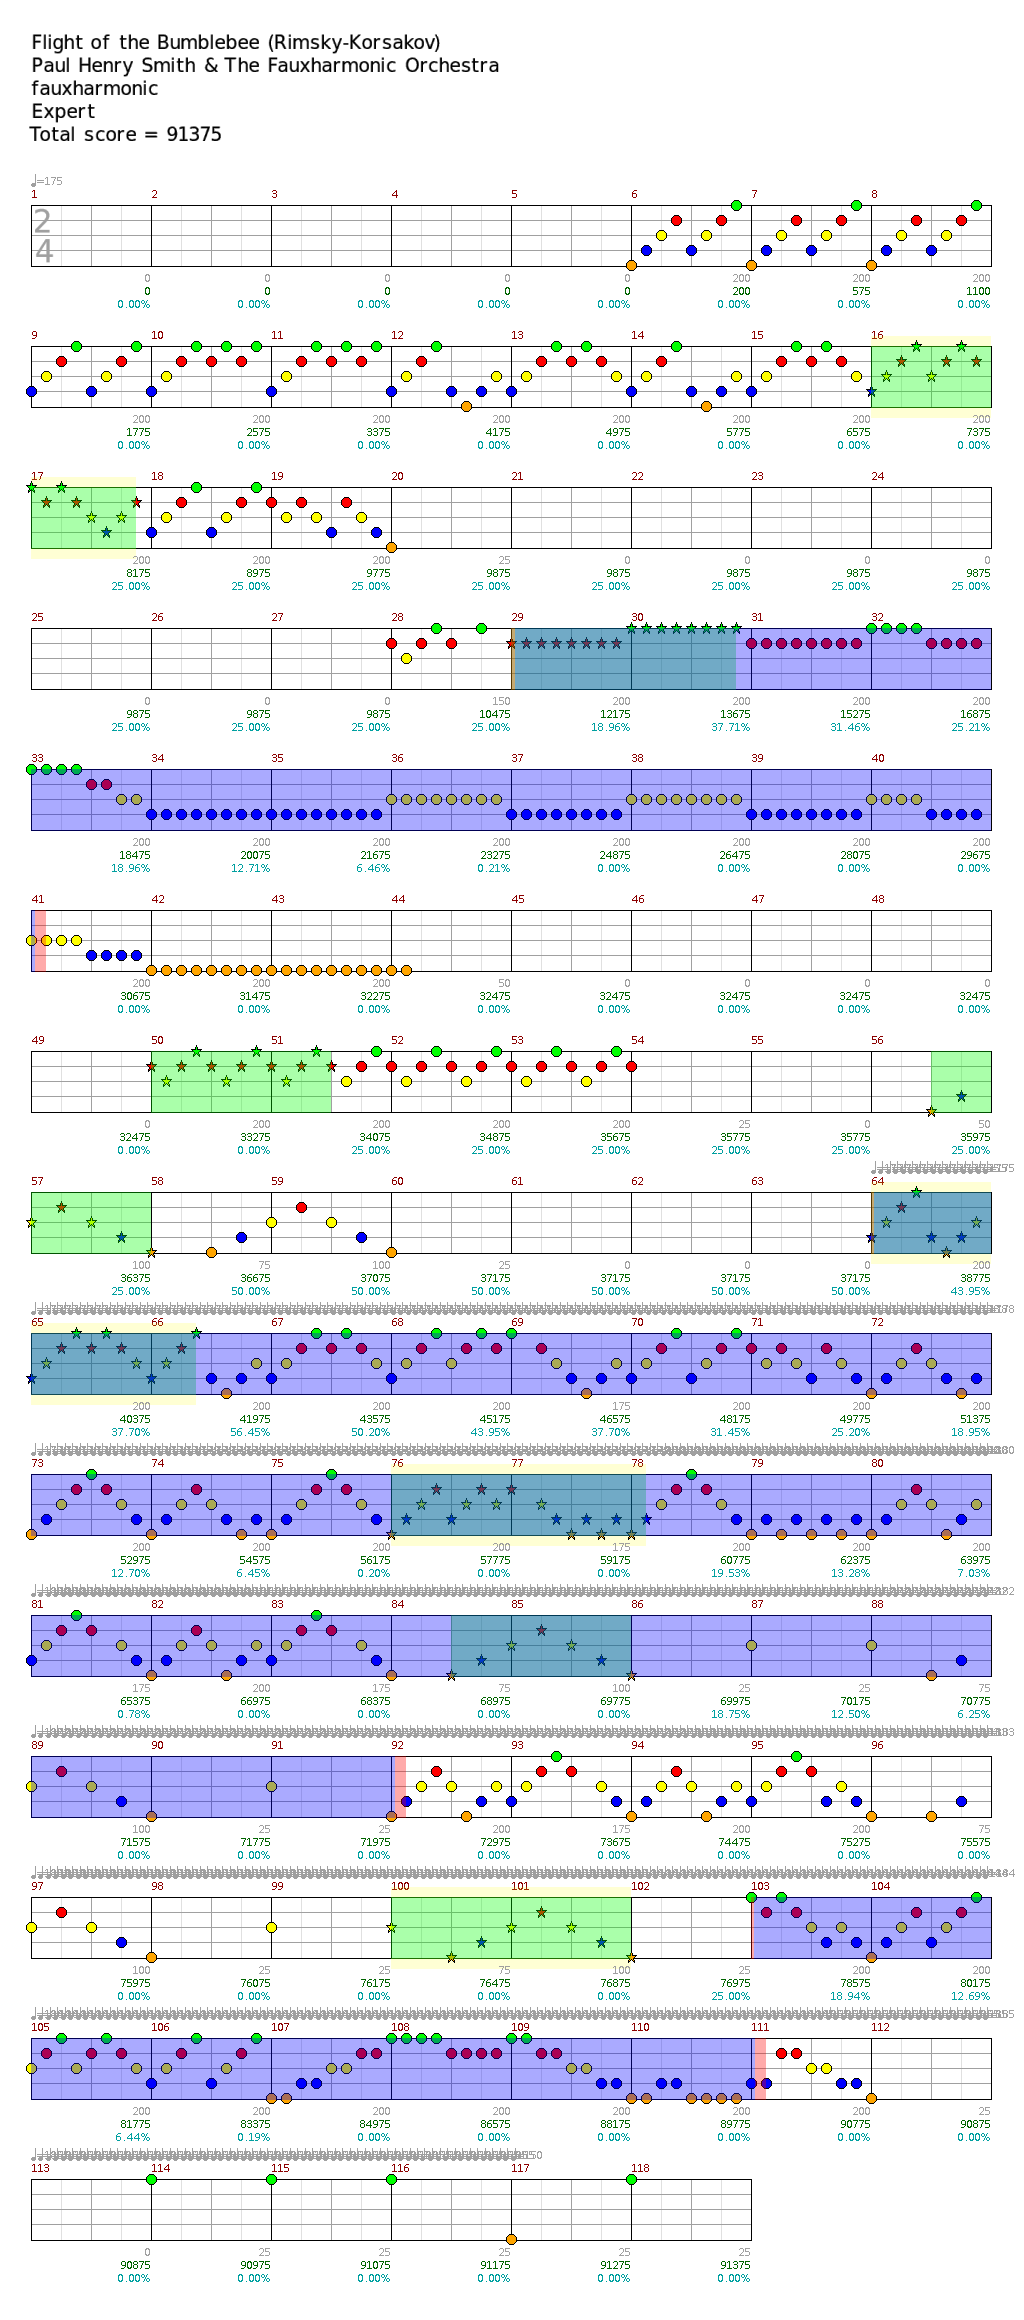 Flight of the Bumblebee (Rimsky-Korsakov)
Paul Henry Smith & The Fauxharmonic Orchestra
fauxharmonic
Expert
Total score = 91375
♩=175
1 2 3 4 5 6 7 8
2
4
0 0 0 0 0 200 200 200
0 0 0 0 0 200 575 1100
0.00% 0.00% 0.00% 0.00% 0.00% 0.00% 0.00% 0.00%
9 10 11 12 13 14 15 16
200 200 200 200 200 200 200 200
1775 2575 3375 4175 4975 5775 6575 7375
0.00% 0.00% 0.00% 0.00% 0.00% 0.00% 0.00% 0.00%
17 18 19 20 21 22 23 24
200 200 200 25 0 0 0 0
8175 8975 9775 9875 9875 9875 9875 9875
25.00% 25.00% 25.00% 25.00% 25.00% 25.00% 25.00% 25.00%
25 26 27 28 29 30 31 32
0 0 0 150 200 200 200 200
9875 9875 9875 10475 12175 13675 15275 16875
25.00% 25.00% 25.00% 25.00% 18.96% 37.71% 31.46% 25.21%
33 34 35 36 37 38 39 40
200 200 200 200 200 200 200 200
18475 20075 21675 23275 24875 26475 28075 29675
18.96% 12.71% 6.46% 0.21% 0.00% 0.00% 0.00% 0.00%
41 42 43 44 45 46 47 48
200 200 200 50 0 0 0 0
30675 31475 32275 32475 32475 32475 32475 32475
0.00% 0.00% 0.00% 0.00% 0.00% 0.00% 0.00% 0.00%
49 50 51 52 53 54 55 56
0 200 200 200 200 25 0 50
32475 33275 34075 34875 35675 35775 35775 35975
0.00% 0.00% 25.00% 25.00% 25.00% 25.00% 25.00% 25.00%
57 58 59 60 61 62 63 64
100 75 100 25 0 0 0 200
36375 36675 37075 37175 37175 37175 37175 38775
25.00% 50.00% 50.00% 50.00% 50.00% 50.00% 50.00% 43.95%
65 66 67 68 69 70 71 72
200 200 200 200 175 200 200 200
40375 41975 43575 45175 46575 48175 49775 51375
37.70% 56.45% 50.20% 43.95% 37.70% 31.45% 25.20% 18.95%
73 74 75 76 77 78 79 80
200 200 200 200 175 200 200 200
52975 54575 56175 57775 59175 60775 62375 63975
12.70% 6.45% 0.20% 0.00% 0.00% 19.53% 13.28% 7.03%
81 82 83 84 85 86 87 88
175 200 175 75 100 25 25 75
65375 66975 68375 68975 69775 69975 70175 70775
0.78% 0.00% 0.00% 0.00% 0.00% 18.75% 12.50% 6.25%
89 90 91 92 93 94 95 96
100 25 25 200 175 200 200 75
71575 71775 71975 72975 73675 74475 75275 75575
0.00% 0.00% 0.00% 0.00% 0.00% 0.00% 0.00% 0.00%
97 98 99 100 101 102 103 104
100 25 25 75 100 25 200 200
75975 76075 76175 76475 76875 76975 78575 80175
0.00% 0.00% 0.00% 0.00% 0.00% 25.00% 18.94% 12.69%
105 106 107 108 109 110 111 112
200 200 200 200 200 200 200 25
81775 83375 84975 86575 88175 89775 90775 90875
6.44% 0.19% 0.00% 0.00% 0.00% 0.00% 0.00% 0.00%
113 114 115 116 117 118
0 25 25 25 25 25
90875 90975 91075 91175 91275 91375
0.00% 0.00% 0.00% 0.00% 0.00% 0.00%